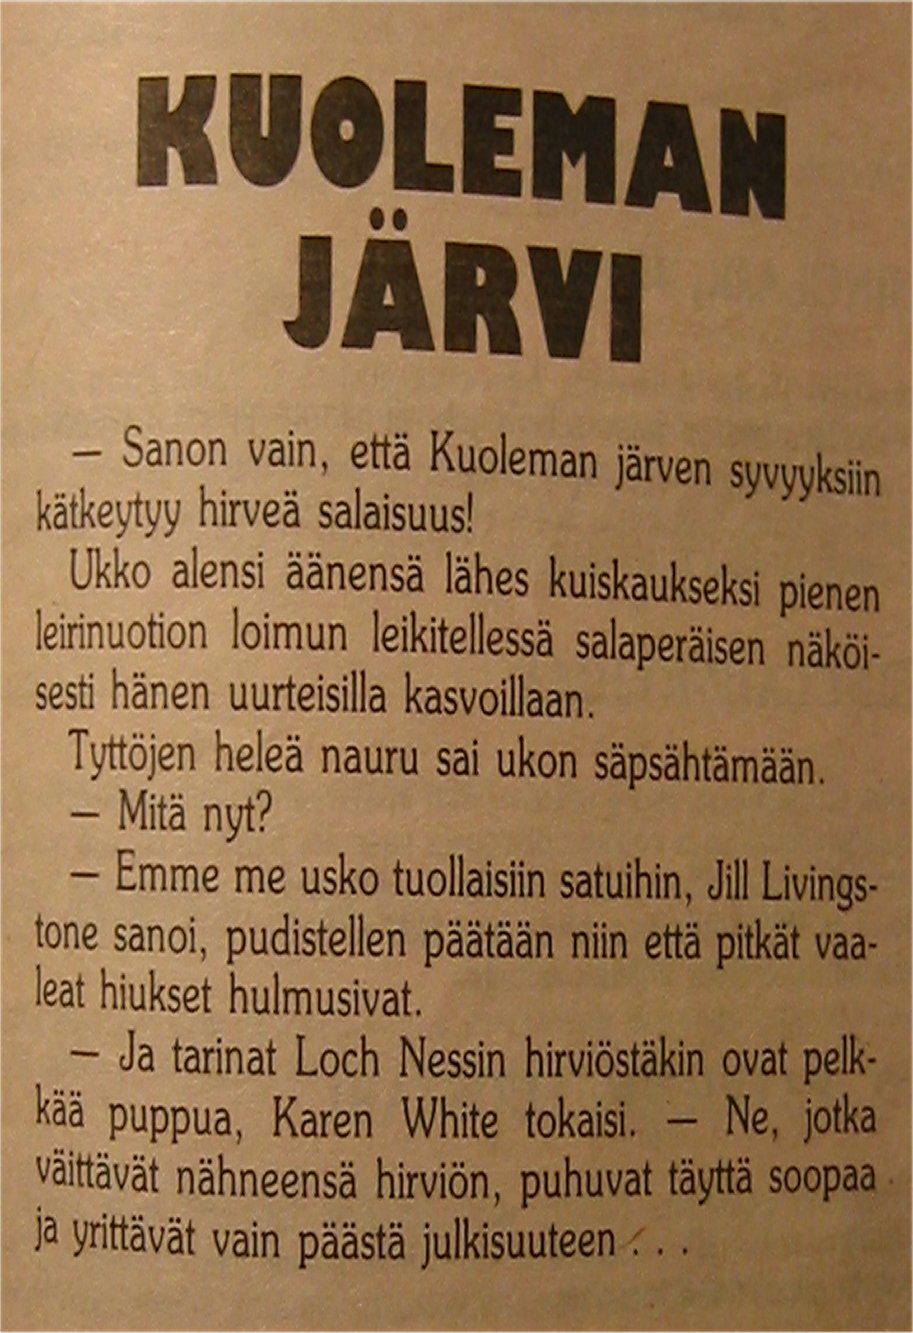 KUOLEMAN
JÄRVI
— Sanon vain, että Kuoleman järven syvyyksiin
kätkeytyy hirveä salaisuus!
Ukko alensi äänensä lähes kuiskaukseksi pienen
leirinuotion loimun leikitellessä salaperäisen näköi-
sesti hänen uurteisilla kasvoillaan.
Tyttöjen heleä nauru sai ukon säpsähtämään.
— Mitä nyt?
— Emme me usko tuollaisiin satuihin, Jill Livings-
tone sanoi, pudistellen päätään niin että pitkät vaa-
leat hiukset hulmusivat.
— Ja tarinat Loch Nessin hirviöstäkin ovat pelk-
kää puppua, Karen White tokaisi. — Ne, jotka
väittävät nähneensä hirviön, puhuvat täyttä soopaa
ja yrittävät vain päästä julkisuuteen . . .